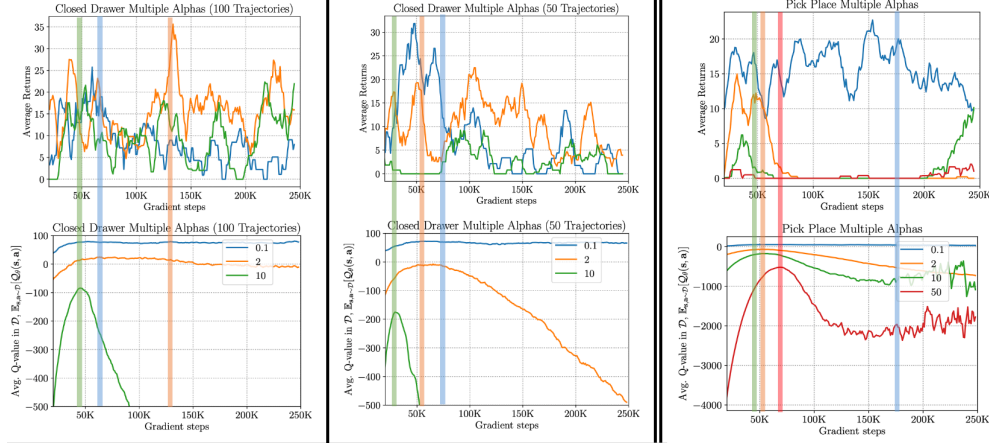 Closed Drawer Multiple Alphas (100 Trajectories)
35
30
25
20
15
10
5
0
Average Returns
50K 100K 150K 200K 250K
Gradient steps
Closed Drawer Multiple Alphas (50 Trajectories)
30
25
20
15
10
5
0
Average Returns
50K 100K 150K 200K 250K
Gradient steps
Pick Place Multiple Alphas
20
15
10
5
0
Average Returns
50K 100K 150K 200K 250K
Gradient steps
Closed Drawer Multiple Alphas (100 Trajectories)
100
0
−100
−200
−300
−400
−500
Avg. Q-value in 𝒟, 𝔼s,a∼𝒟[Qθ(s, a)]
0.1
2
10
50K 100K 150K 200K 250K
Gradient steps
Closed Drawer Multiple Alphas (50 Trajectories)
100
0
−100
−200
−300
−400
−500
Avg. Q-value in 𝒟, 𝔼s,a∼𝒟[Qθ(s, a)]
0.1
2
10
50K 100K 150K 200K 250K
Gradient steps
Pick Place Multiple Alphas
0
−1000
−2000
−3000
−4000
Avg. Q-value in 𝒟, 𝔼s,a∼𝒟[Qθ(s, a)]
0.1
2
10
50
50K 100K 150K 200K 250K
Gradient steps